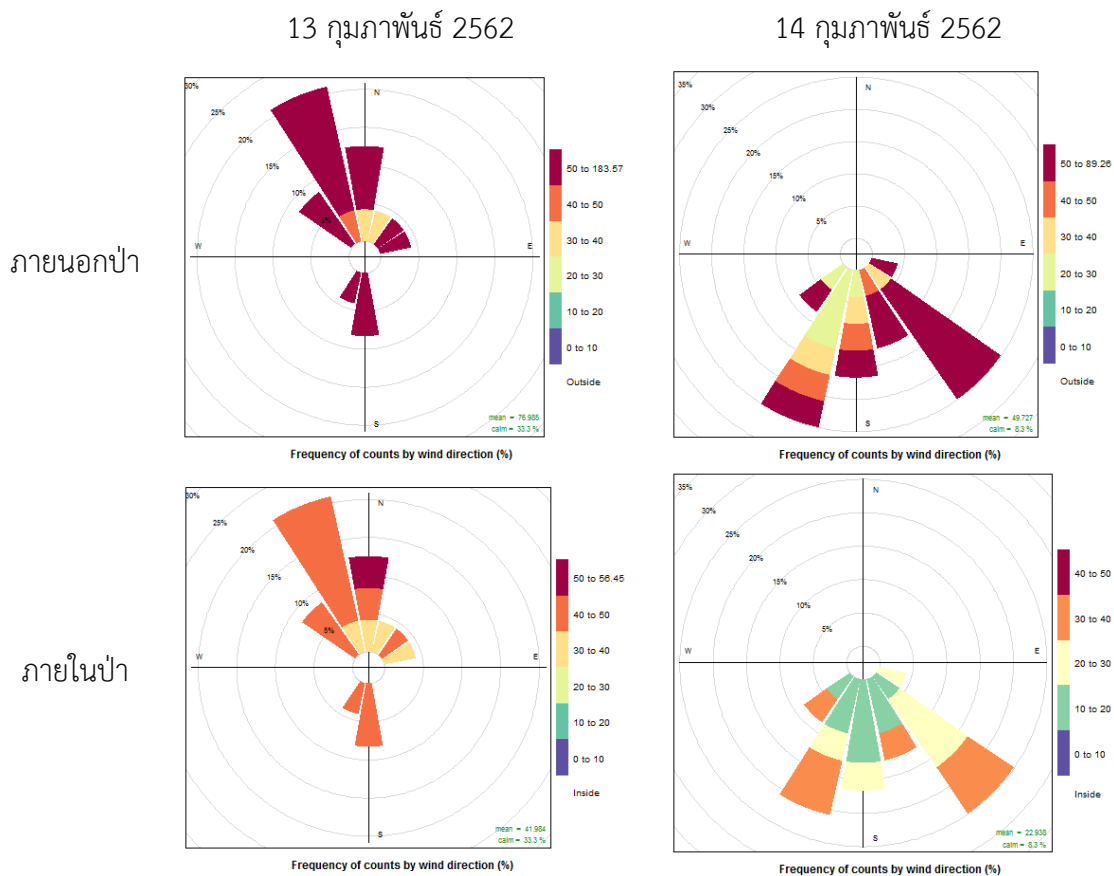 13 กุมภาพันธ์ 2562
14 กุมภาพันธ์ 2562
ภายนอกป่า
30%
25%
20%
15%
10%
5%
N
W
E
S
50 to 183.57
40 to 50
30 to 40
20 to 30
10 to 20
0 to 10
Outside
mean = 76.985
calm = 33.3 %
Frequency of counts by wind direction (%)
35%
30%
25%
20%
15%
10%
5%
N
W
E
S
50 to 89.26
40 to 50
30 to 40
20 to 30
10 to 20
0 to 10
Outside
mean = 49.727
calm = 8.3 %
Frequency of counts by wind direction (%)
ภายในป่า
30%
25%
20%
15%
10%
5%
N
W
E
S
50 to 56.45
40 to 50
30 to 40
20 to 30
10 to 20
0 to 10
Inside
mean = 41.984
calm = 33.3 %
Frequency of counts by wind direction (%)
35%
30%
25%
20%
15%
10%
5%
N
W
E
S
40 to 50
30 to 40
20 to 30
10 to 20
0 to 10
Inside
mean = 22.938
calm = 8.3 %
Frequency of counts by wind direction (%)